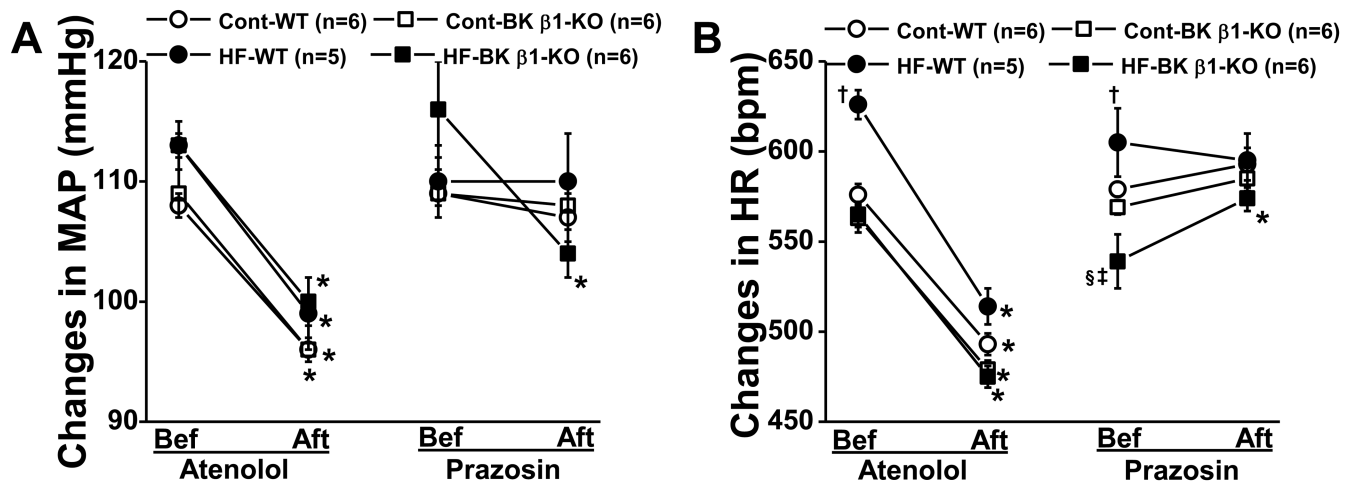 A
Cont-WT (n=6)
Cont-BK β1-KO (n=6)
HF-WT (n=5)
HF-BK β1-KO (n=6)
Changes in MAP (mmHg)
120
110
100
90
*
*
*
*
*
Bef
Aft
Bef
Aft
Atenolol
Prazosin
B
Cont-WT (n=6)
Cont-BK β1-KO (n=6)
HF-WT (n=5)
HF-BK β1-KO (n=6)
Changes in HR (bpm)
650
600
550
500
450
†
†
*
§‡
*
*
*
*
Bef
Aft
Bef
Aft
Atenolol
Prazosin